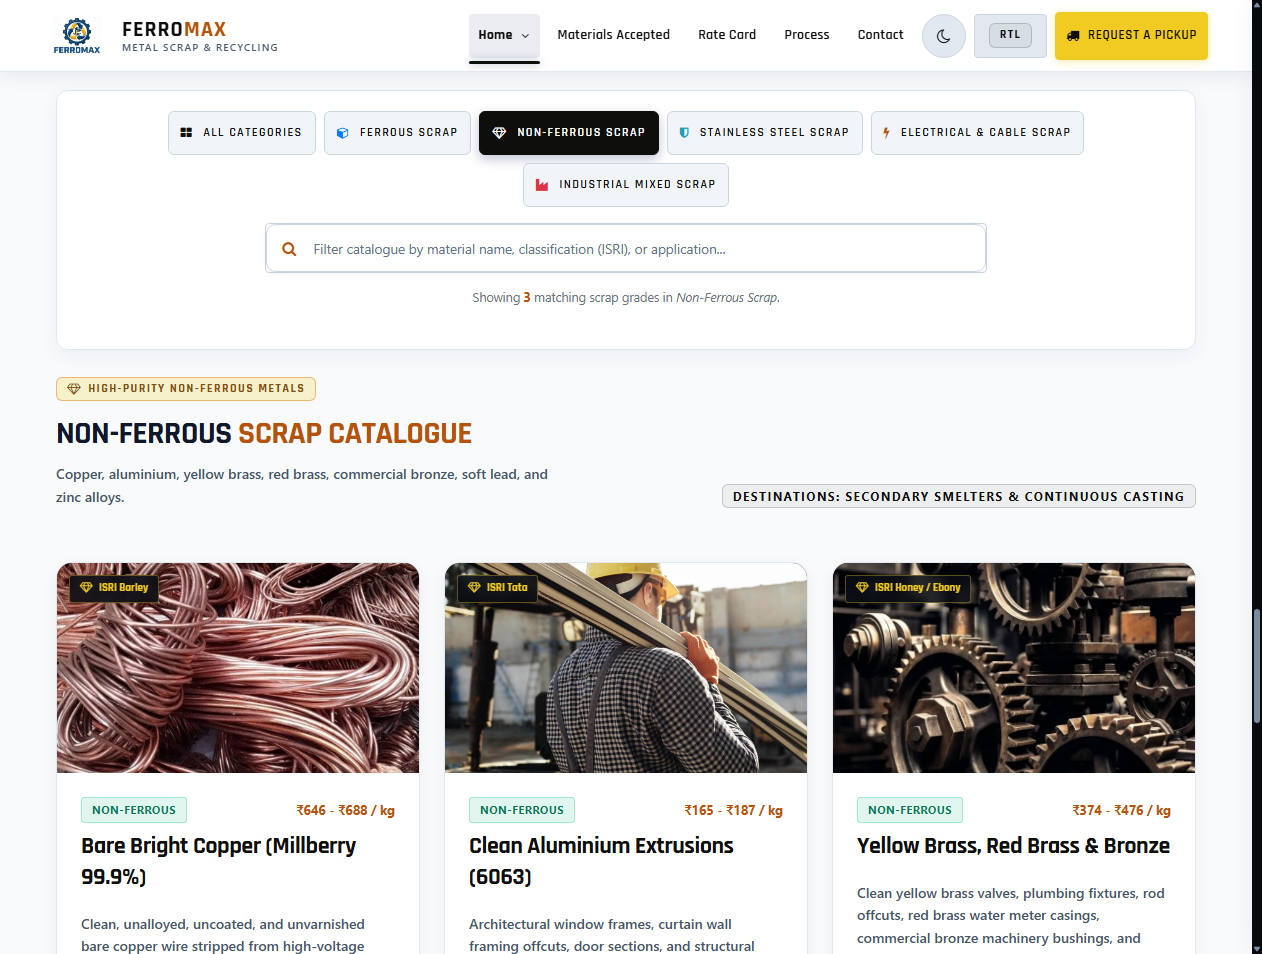 FERROMAX
FERROMAX
METAL SCRAP & RECYCLING
Home
Materials Accepted
Rate Card
Process
Contact
RTL
REQUEST A PICKUP
ALL CATEGORIES
FERROUS SCRAP
NON-FERROUS SCRAP
STAINLESS STEEL SCRAP
ELECTRICAL & CABLE SCRAP
INDUSTRIAL MIXED SCRAP
Filter catalogue by material name, classification (ISRI), or application...
Showing 3 matching scrap grades in Non-Ferrous Scrap.
HIGH-PURITY NON-FERROUS METALS
NON-FERROUS SCRAP CATALOGUE
Copper, aluminium, yellow brass, red brass, commercial bronze, soft lead, and
zinc alloys.
DESTINATIONS: SECONDARY SMELTERS & CONTINUOUS CASTING
ISRI Barley
NON-FERROUS
₹646 - ₹688 / kg
Bare Bright Copper (Millberry
99.9%)
Clean, unalloyed, uncoated, and unvarnished
bare copper wire stripped from high-voltage
ISRI Tata
NON-FERROUS
₹165 - ₹187 / kg
Clean Aluminium Extrusions
(6063)
Architectural window frames, curtain wall
framing offcuts, door sections, and structural
ISRI Honey / Ebony
NON-FERROUS
₹374 - ₹476 / kg
Yellow Brass, Red Brass & Bronze
Clean yellow brass valves, plumbing fixtures, rod
offcuts, red brass water meter casings,
commercial bronze machinery bushings, and